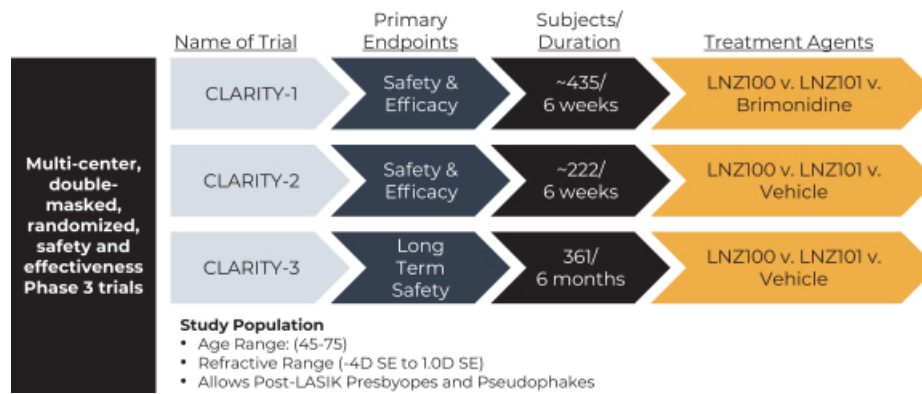 Name of Trial
Primary
Endpoints
Subjects/
Duration
Treatment Agents
Multi-center,
double-
masked,
randomized,
safety and
effectiveness
Phase 3 trials
CLARITY-1
Safety &
Efficacy
~435/
6 weeks
LNZ100 v. LNZ101 v.
Brimonidine
CLARITY-2
Safety &
Efficacy
~222/
6 weeks
LNZ100 v. LNZ101 v.
Vehicle
CLARITY-3
Long
Term
Safety
361/
6 months
LNZ100 v. LNZ101 v.
Vehicle
Study Population
• Age Range: (45-75)
• Refractive Range (-4D SE to 1.0D SE)
• Allows Post-LASIK Presbyopes and Pseudophakes